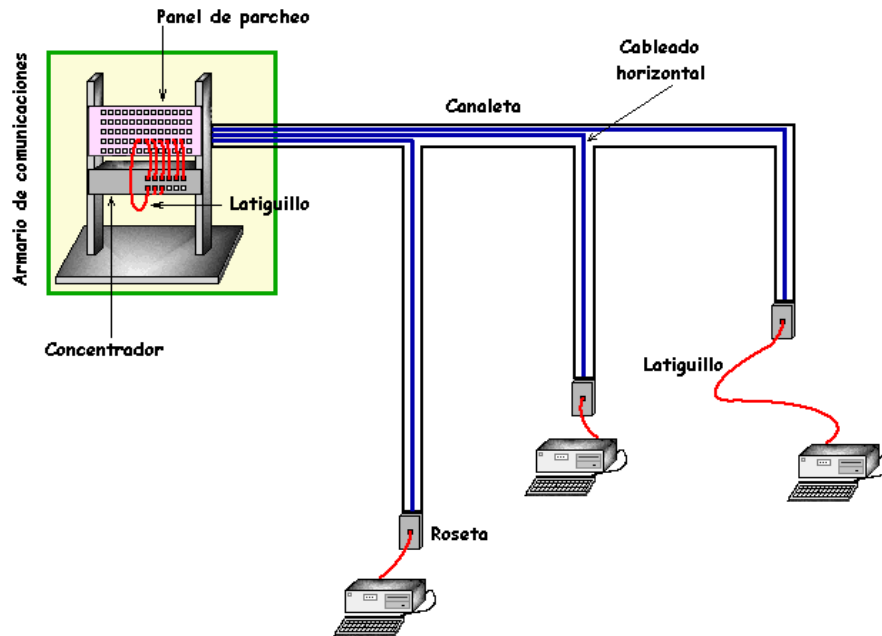 Panel de parcheo
Cableado
horizontal
Canaleta
Armario de comunicaciones
Latiguillo
Concentrador
Latiguillo
Roseta